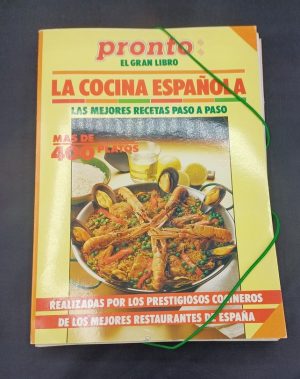 pronto:
EL GRAN LIBRO
LA COCINA ESPAÑOLA
LAS MEJORES RECETAS PASO A PASO
MAS DE
400 PLATOS
REALIZADAS POR LOS PRESTIGIOSOS COCINEROS
DE LOS MEJORES RESTAURANTES DE ESPAÑA